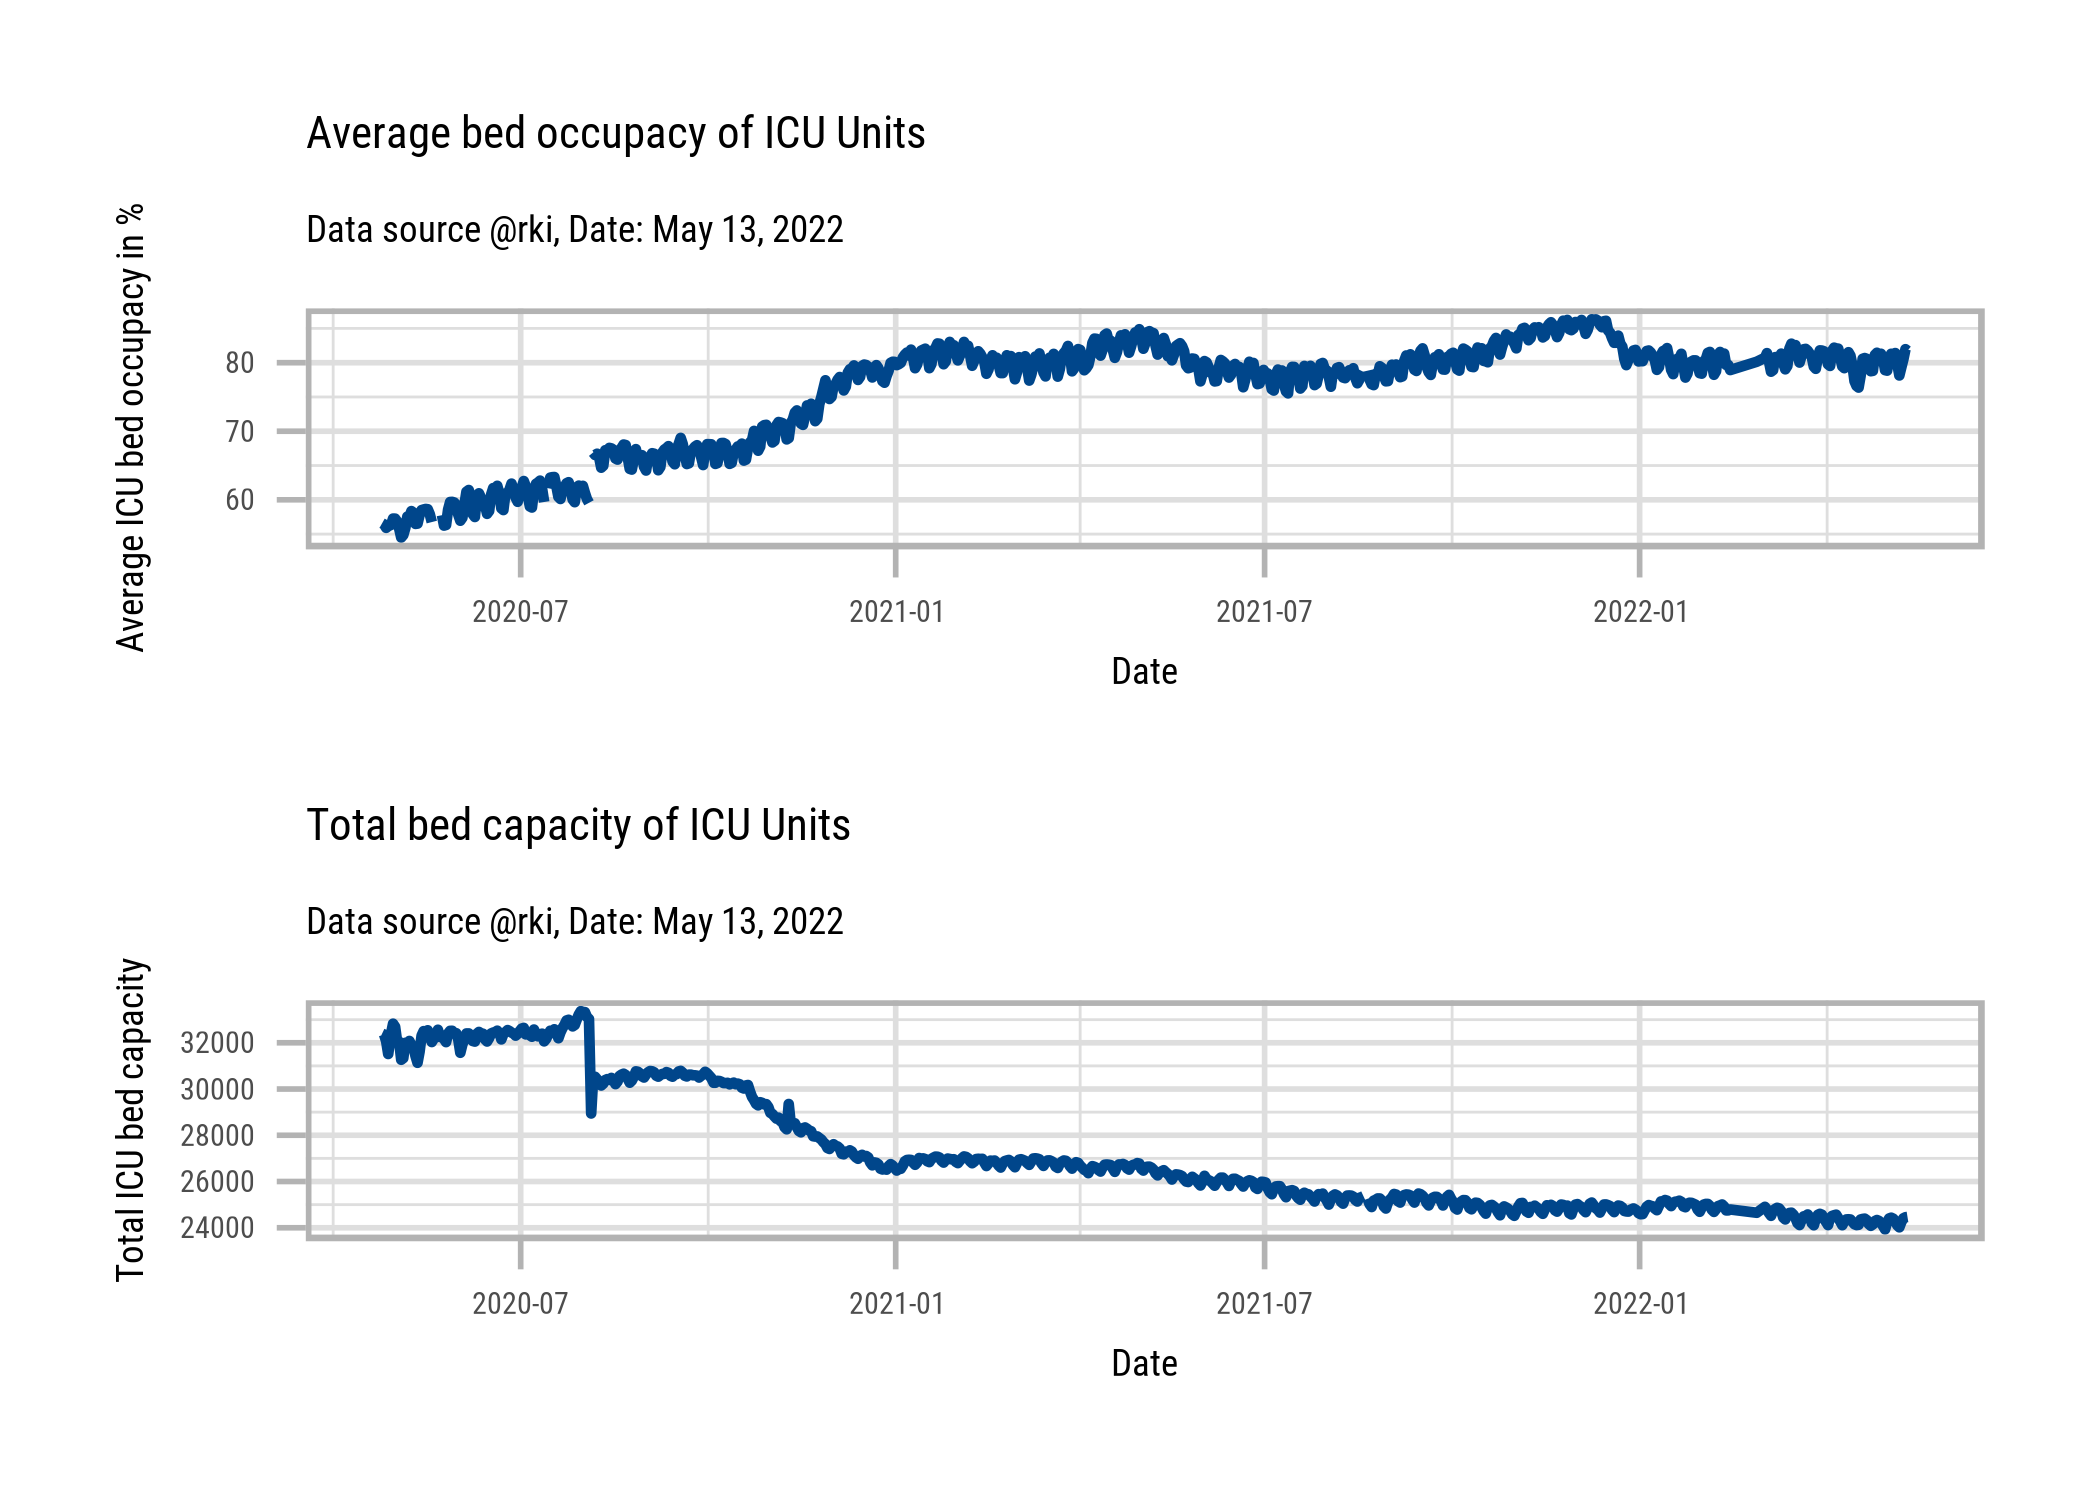 Average bed occupacy of ICU Units
Data source @rki, Date: May 13, 2022
Average ICU bed occupacy in %
80
70
60
2020-07
2021-01
2021-07
2022-01
Date
Total bed capacity of ICU Units
Data source @rki, Date: May 13, 2022
Total ICU bed capacity
32000
30000
28000
26000
24000
2020-07
2021-01
2021-07
2022-01
Date